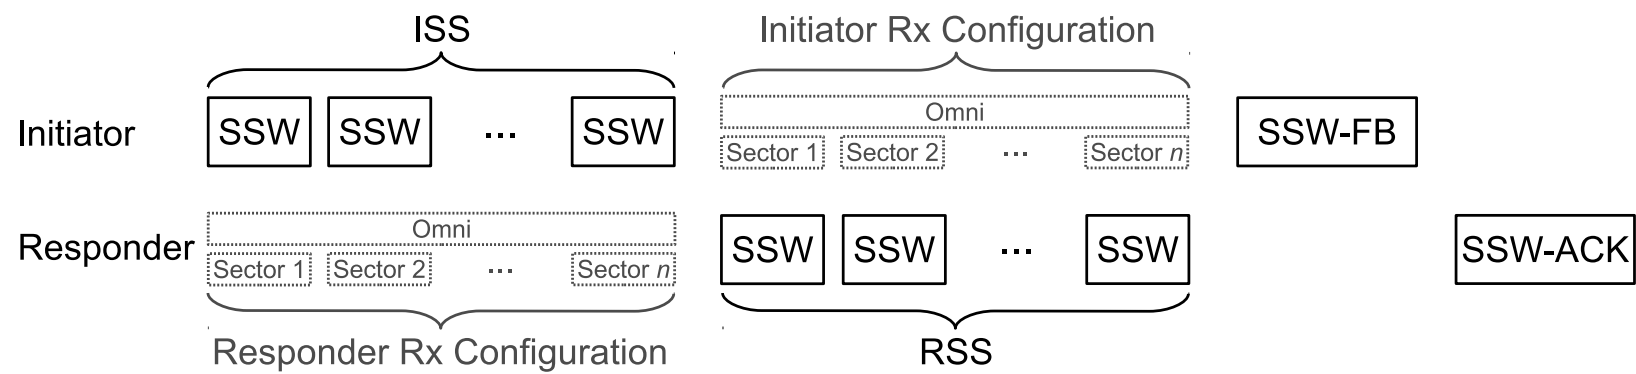 ISS
Initiator Rx Configuration
Initiator
SSW
SSW
...
SSW
Omni
Sector 1
Sector 2
...
Sector n
SSW-FB
Responder
Omni
Sector 1
Sector 2
...
Sector n
SSW
SSW
...
SSW
SSW-ACK
Responder Rx Configuration
RSS